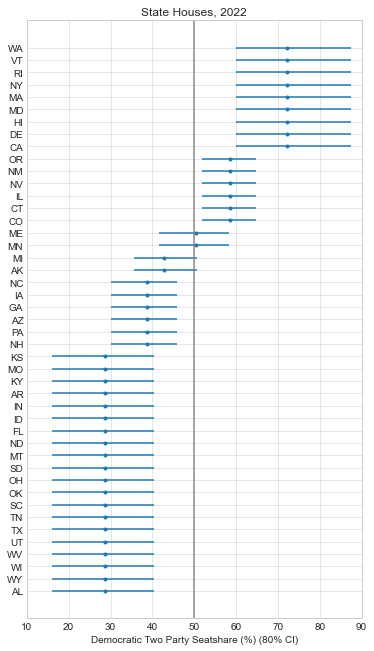 State Houses, 2022
WA
VT
RI
NY
MA
MD
HI
DE
CA
OR
NM
NV
IL
CT
CO
ME
MN
MI
AK
NC
IA
GA
AZ
PA
NH
KS
MO
KY
AR
IN
ID
FL
ND
MT
SD
OH
OK
SC
TN
TX
UT
WV
WI
WY
AL
10 20 30 40 50 60 70 80 90
Democratic Two Party Seatshare (%) (80% CI)